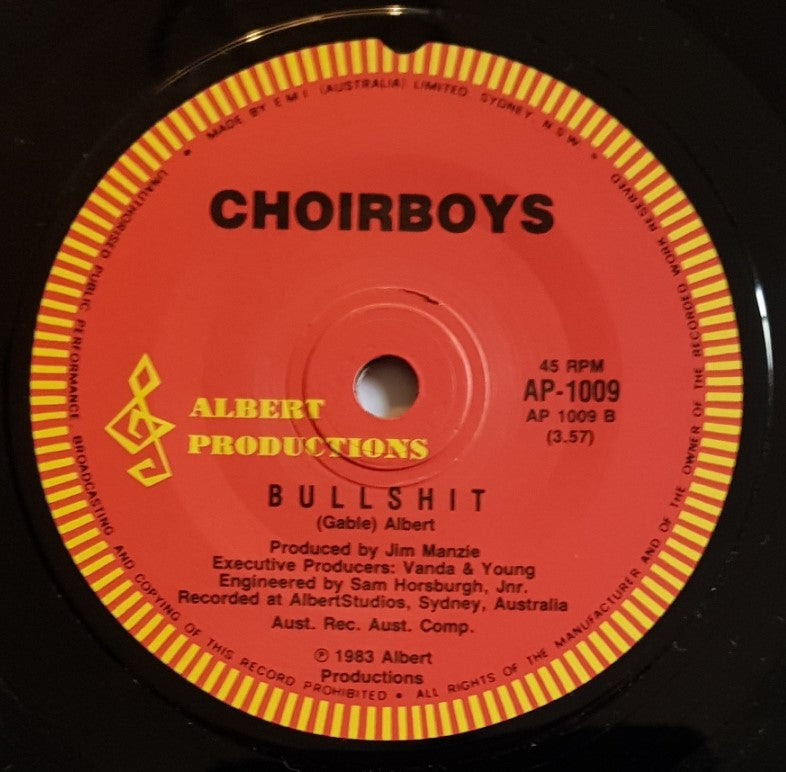 • MADE BY E M I (AUSTRALIA) LIMITED SYDNEY N S W •
UNAUTHORISED PUBLIC PERFORMANCE, BROADCASTING AND COPYING OF THIS RECORD PROHIBITED • ALL RIGHTS OF THE MANUFACTURER AND OF THE OWNER OF THE RECORDED WORK RESERVED
CHOIRBOYS
45 RPM
AP-1009
AP 1009 B
(3.57)
ALBERT
PRODUCTIONS
BULLSHIT
(Gable) Albert
Produced by Jim Manzie
Executive Producers: Vanda & Young
Engineered by Sam Horsburgh, Jnr.
Recorded at AlbertStudios, Sydney, Australia
Aust. Rec. Aust. Comp.
℗ 1983 Albert
Productions